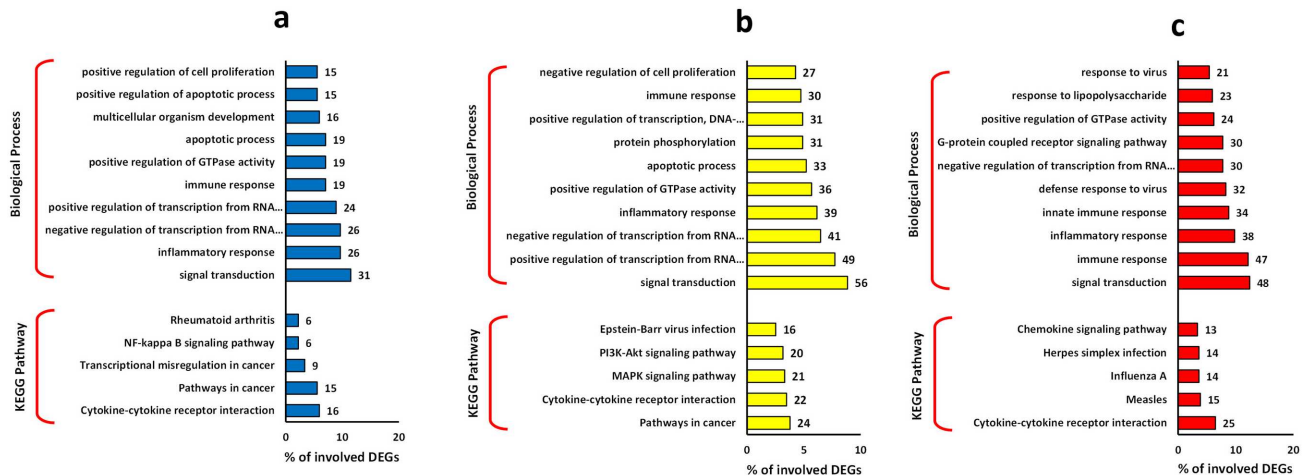 a
Biological Process
positive regulation of cell proliferation 15
positive regulation of apoptotic process 15
multicellular organism development 16
apoptotic process 19
positive regulation of GTPase activity 19
immune response 19
positive regulation of transcription from RNA... 24
negative regulation of transcription from RNA... 26
inflammatory response 26
signal transduction 31
KEGG Pathway
Rheumatoid arthritis 6
NF-kappa B signaling pathway 6
Transcriptional misregulation in cancer 9
Pathways in cancer 15
Cytokine-cytokine receptor interaction 16
0 10 20
% of involved DEGs
b
Biological Process
negative regulation of cell proliferation 27
immune response 30
positive regulation of transcription, DNA-... 31
protein phosphorylation 31
apoptotic process 33
positive regulation of GTPase activity 36
inflammatory response 39
negative regulation of transcription from RNA... 41
positive regulation of transcription from RNA... 49
signal transduction 56
KEGG Pathway
Epstein-Barr virus infection 16
PI3K-Akt signaling pathway 20
MAPK signaling pathway 21
Cytokine-cytokine receptor interaction 22
Pathways in cancer 24
0 5 10
% of involved DEGs
c
Biological Process
response to virus 21
response to lipopolysaccharide 23
positive regulation of GTPase activity 24
G-protein coupled receptor signaling pathway 30
negative regulation of transcription from RNA... 30
defense response to virus 32
innate immune response 34
inflammatory response 38
immune response 47
signal transduction 48
KEGG Pathway
Chemokine signaling pathway 13
Herpes simplex infection 14
Influenza A 14
Measles 15
Cytokine-cytokine receptor interaction 25
0 10 20
% of involved DEGs